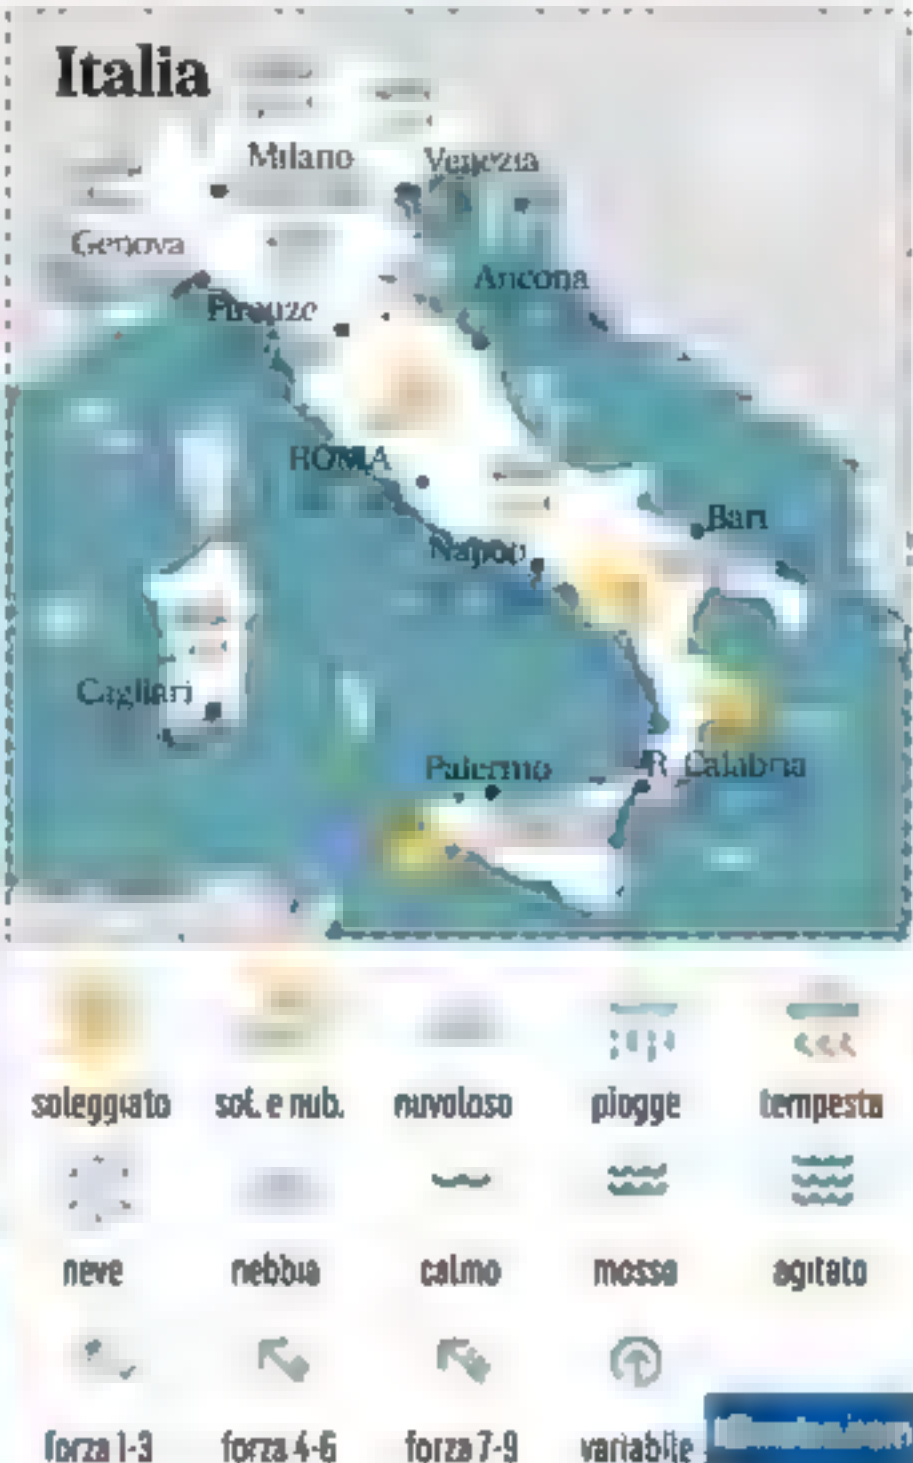 Italia
Milano
Venezia
Genova
Ancona
Firenze
ROMA
Bari
Napoli
Cagliari
Palermo
R. Calabria
soleggiato sol. e nub. nuvoloso piogge tempesta
neve nebbia calmo mosso agitato
forza 1-3 forza 4-6 forza 7-9 variabile